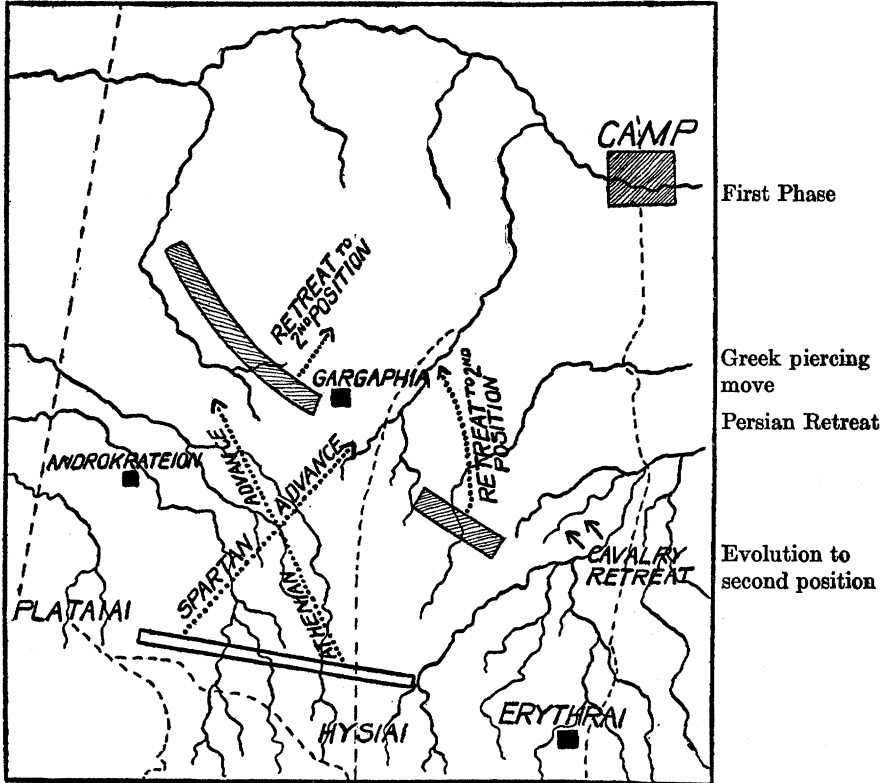 CAMP
First Phase
RETREAT TO
2ND POSITION
Greek piercing
move
GARGAPHIA
RETREAT TO 2ND
POSITION
Persian Retreat
ANDROKRATEION
ATHENIAN ADVANCE
SPARTAN ADVANCE
CAVALRY
RETREAT
Evolution to
second position
PLATAIAI
HYSIAI
ERYTHRAI